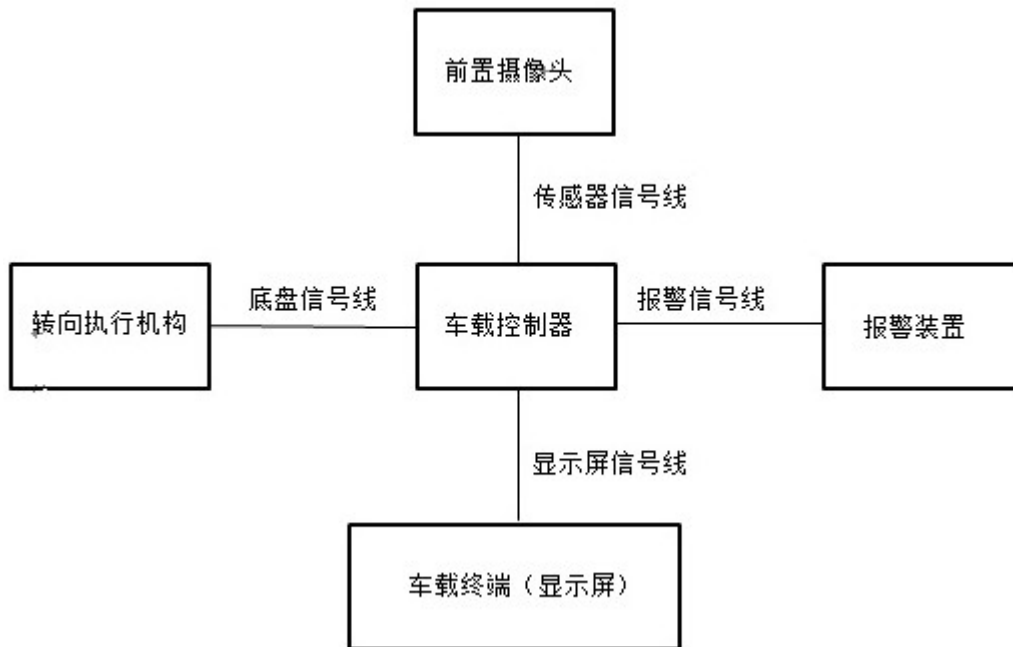 前置摄像头
传感器信号线
转向执行机构
底盘信号线
车载控制器
报警信号线
报警装置
显示屏信号线
车载终端（显示屏）